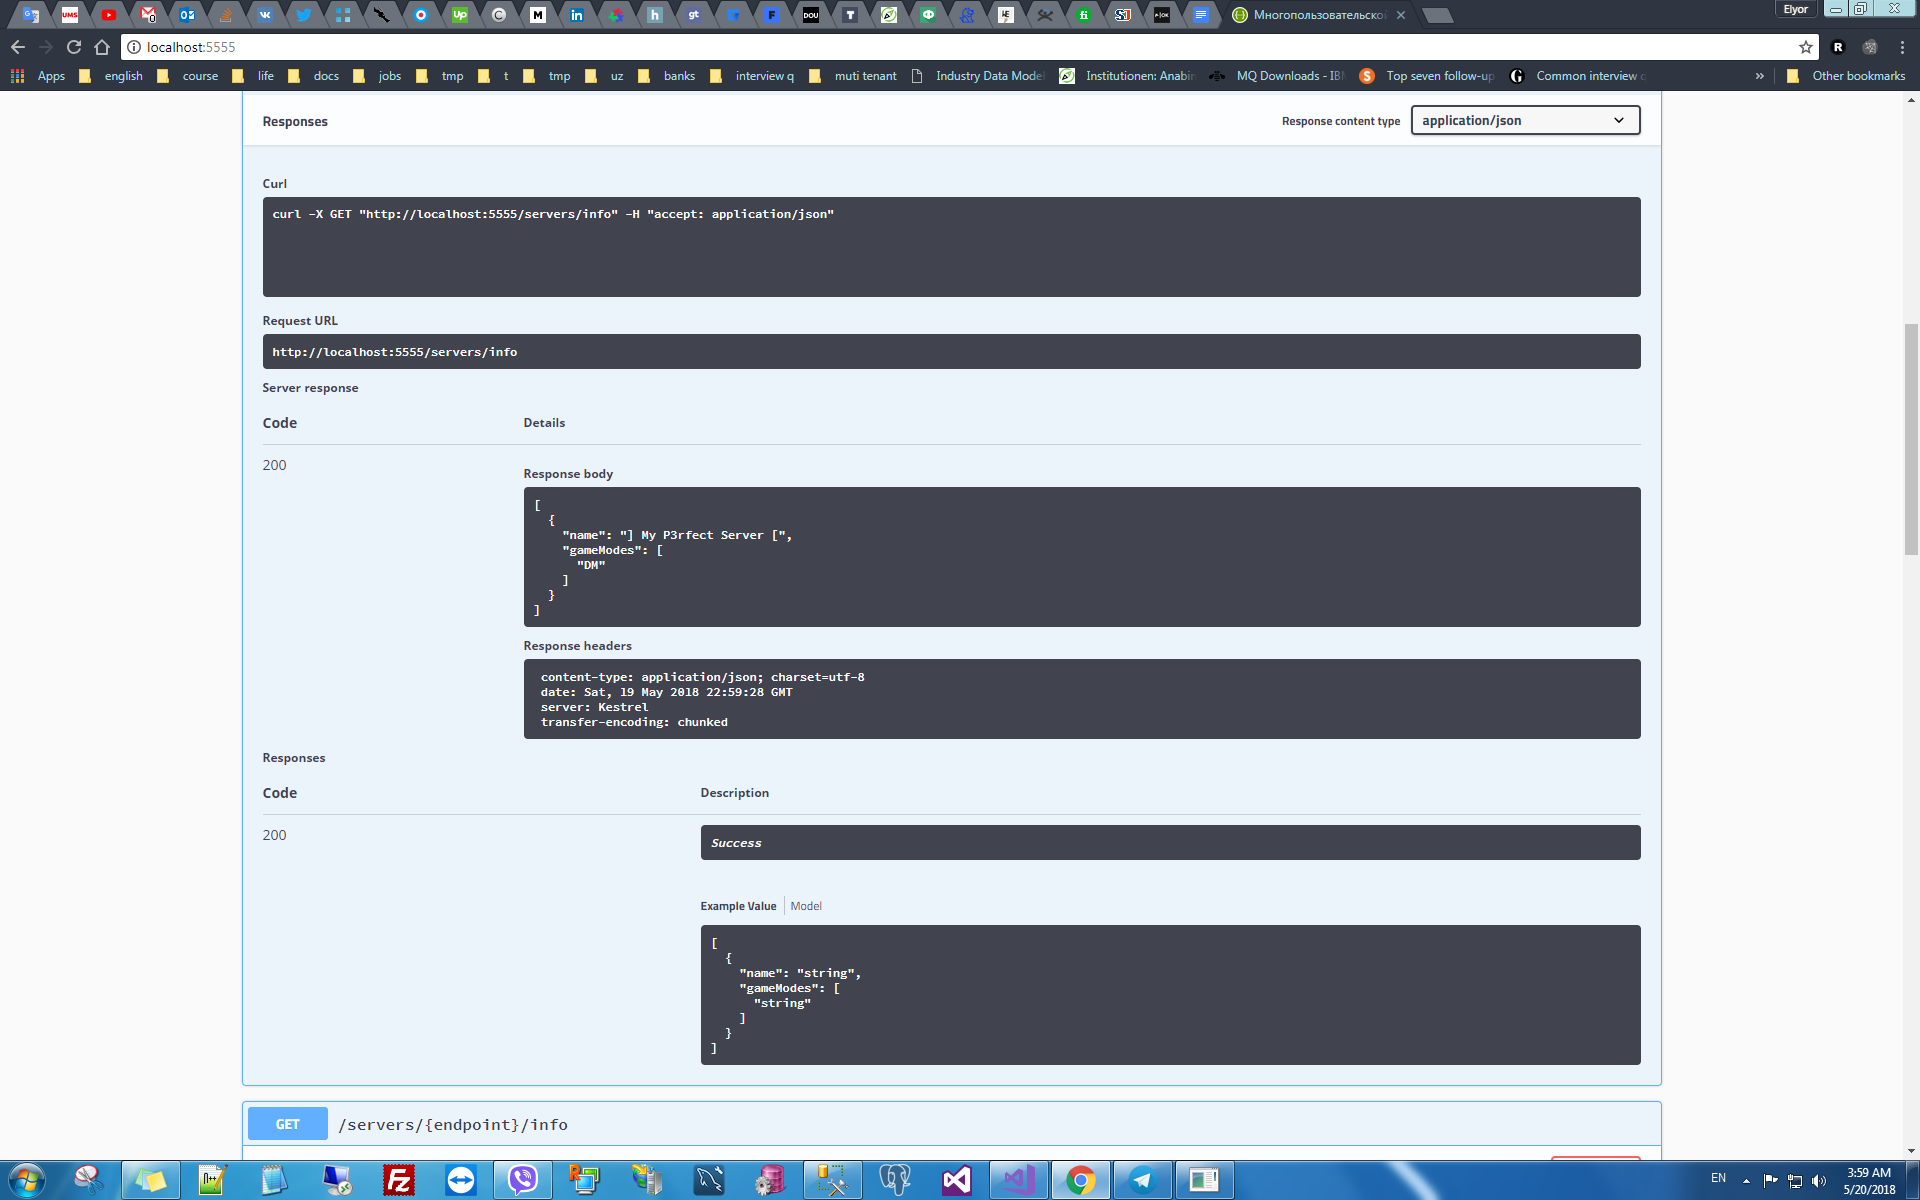 Elyor
Многопользовательско
localhost:5555
Apps english course life docs jobs tmp t tmp uz banks interview q muti tenant Industry Data Model Institutionen: Anabin MQ Downloads - IBM Top seven follow-up Common interview q » Other bookmarks
Responses
Response content type application/json
Curl
curl -X GET "http://localhost:5555/servers/info" -H "accept: application/json"
Request URL
http://localhost:5555/servers/info
Server response
Code Details
200
Response body
[
{
"name": "] My P3rfect Server [",
"gameModes": [
"DM"
]
}
]
Response headers
content-type: application/json; charset=utf-8
date: Sat, 19 May 2018 22:59:28 GMT
server: Kestrel
transfer-encoding: chunked
Responses
Code Description
200
Success
Example Value Model
[
{
"name": "string",
"gameModes": [
"string"
]
}
]
GET /servers/{endpoint}/info
EN
3:59 AM
5/20/2018